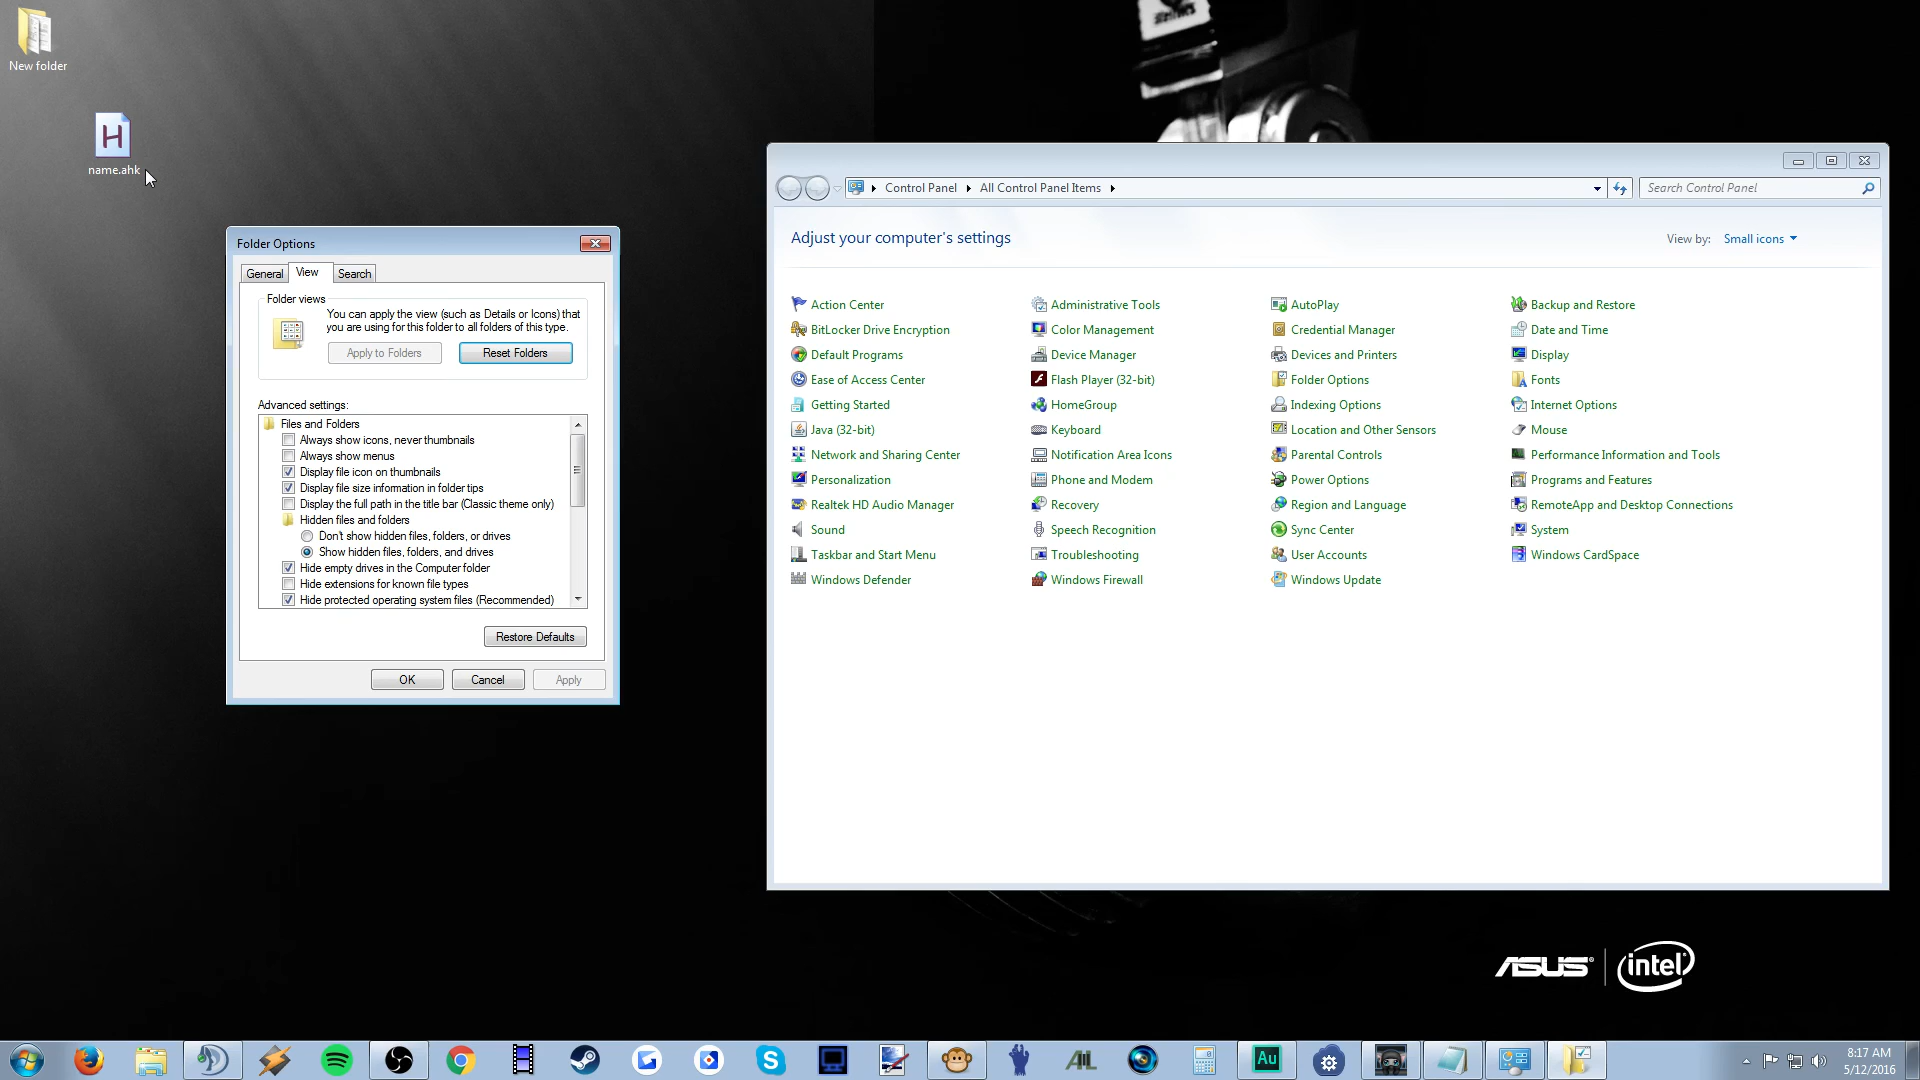 New folder
name.ahk
Folder Options
General
View
Search
Folder views
You can apply the view (such as Details or Icons) that
you are using for this folder to all folders of this type.
Apply to Folders
Reset Folders
Advanced settings:
Files and Folders
Always show icons, never thumbnails
Always show menus
Display file icon on thumbnails
Display file size information in folder tips
Display the full path in the title bar (Classic theme only)
Hidden files and folders
Don't show hidden files, folders, or drives
Show hidden files, folders, and drives
Hide empty drives in the Computer folder
Hide extensions for known file types
Hide protected operating system files (Recommended)
Restore Defaults
OK
Cancel
Apply
Control Panel
All Control Panel Items
Search Control Panel
Adjust your computer's settings
View by:
Small icons
Action Center
Administrative Tools
AutoPlay
Backup and Restore
BitLocker Drive Encryption
Color Management
Credential Manager
Date and Time
Default Programs
Device Manager
Devices and Printers
Display
Ease of Access Center
Flash Player (32-bit)
Folder Options
Fonts
Getting Started
HomeGroup
Indexing Options
Internet Options
Java (32-bit)
Keyboard
Location and Other Sensors
Mouse
Network and Sharing Center
Notification Area Icons
Parental Controls
Performance Information and Tools
Personalization
Phone and Modem
Power Options
Programs and Features
Realtek HD Audio Manager
Recovery
Region and Language
RemoteApp and Desktop Connections
Sound
Speech Recognition
Sync Center
System
Taskbar and Start Menu
Troubleshooting
User Accounts
Windows CardSpace
Windows Defender
Windows Firewall
Windows Update
ASUS
intel
Au
8:17 AM
5/12/2016